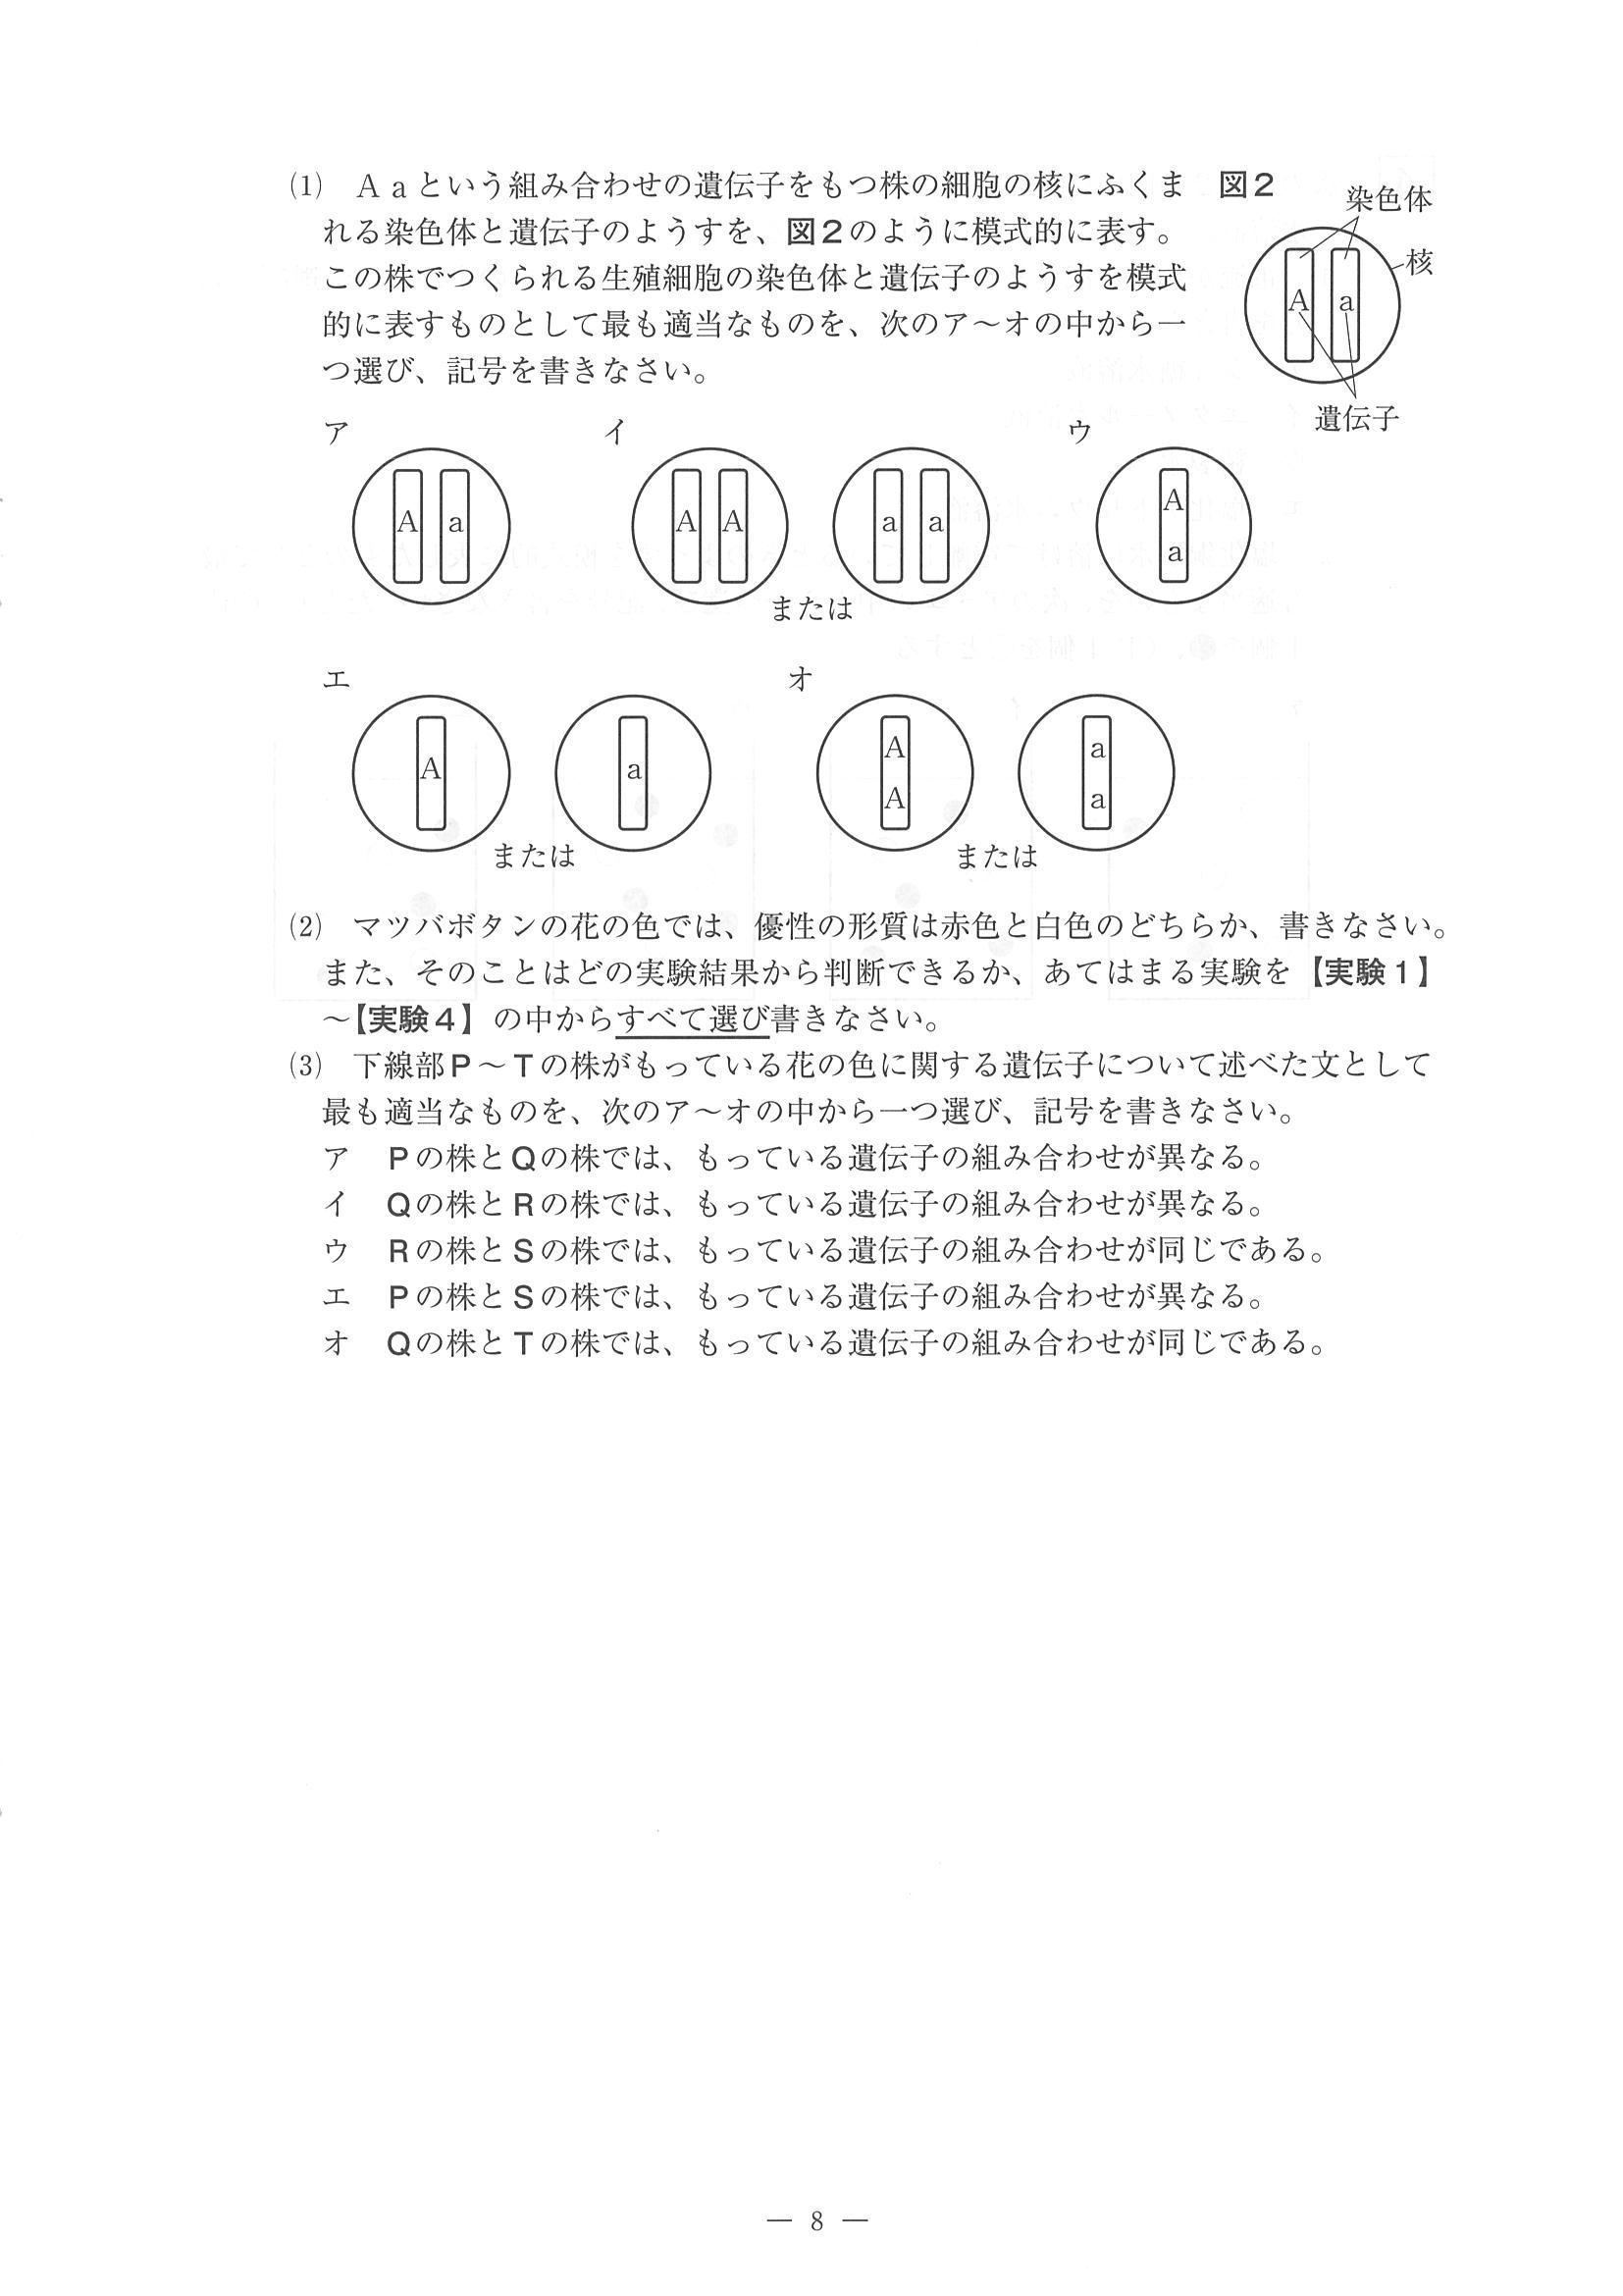 (1) Aaという組み合わせの遺伝子をもつ株の細胞の核にふくま
れる染色体と遺伝子のようすを、図2のように模式的に表す。
この株でつくられる生殖細胞の染色体と遺伝子のようすを模式
的に表すものとして最も適当なものを、次のア～オの中から一
つ選び、記号を書きなさい。
図2
染色体
核
A a
遺伝子
ア イ ウ
A a
A A
または
a a
A
a
エ オ
A
または
a
A
A
または
a
a
(2) マツバボタンの花の色では、優性の形質は赤色と白色のどちらか、書きなさい。
また、そのことはどの実験結果から判断できるか、あてはまる実験を【実験1】
～【実験4】の中からすべて選び書きなさい。
(3) 下線部P～Tの株がもっている花の色に関する遺伝子について述べた文として
最も適当なものを、次のア～オの中から一つ選び、記号を書きなさい。
ア Pの株とQの株では、もっている遺伝子の組み合わせが異なる。
イ Qの株とRの株では、もっている遺伝子の組み合わせが異なる。
ウ Rの株とSの株では、もっている遺伝子の組み合わせが同じである。
エ Pの株とSの株では、もっている遺伝子の組み合わせが異なる。
オ Qの株とTの株では、もっている遺伝子の組み合わせが同じである。
— 8 —